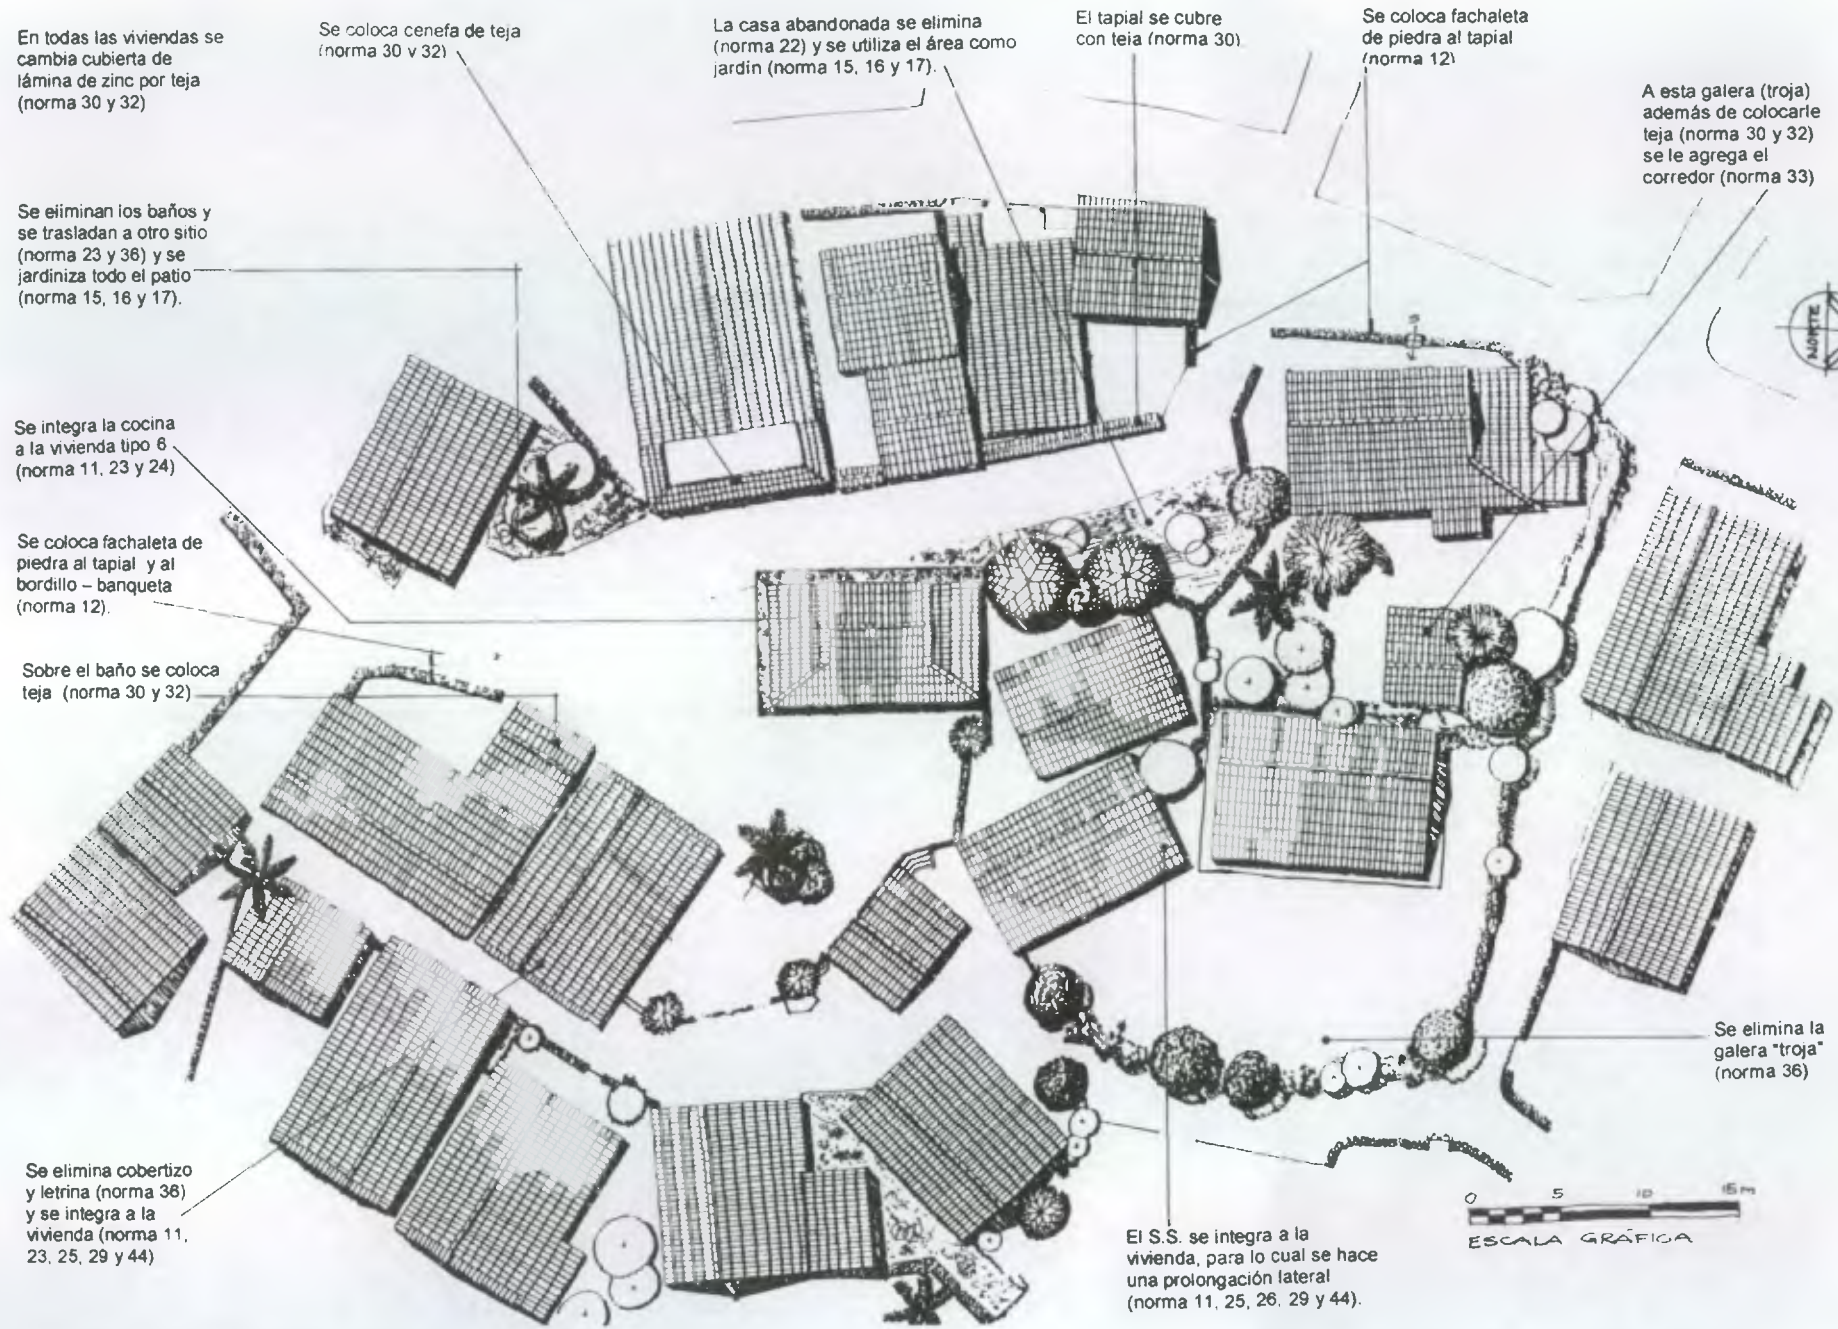 En todas las viviendas se
cambia cubierta de
lámina de zinc por teja
(norma 30 y 32)
Se coloca cenefa de teja
(norma 30 y 32)
La casa abandonada se elimina
(norma 22) y se utiliza el área como
jardín (norma 15, 16 y 17).
El tapial se cubre
con teja (norma 30)
Se coloca fachaleta
de piedra al tapial
(norma 12)
A esta galera (troja)
además de colocarle
teja (norma 30 y 32)
se le agrega el
corredor (norma 33)
Se eliminan los baños y
se trasladan a otro sitio
(norma 23 y 36) y se
jardiniza todo el patio
(norma 15, 16 y 17).
NORTE
Se integra la cocina
a la vivienda tipo 6
(norma 11, 23 y 24)
Se coloca fachaleta de
piedra al tapial y al
bordillo – banqueta
(norma 12).
Sobre el baño se coloca
teja (norma 30 y 32)
Se elimina la
galera "troja"
(norma 36)
Se elimina cobertizo
y letrina (norma 36)
y se integra a la
vivienda (norma 11,
23, 25, 29 y 44)
El S.S. se integra a la
vivienda, para lo cual se hace
una prolongación lateral
(norma 11, 25, 26, 29 y 44).
0 5 10 15m
ESCALA GRÁFICA